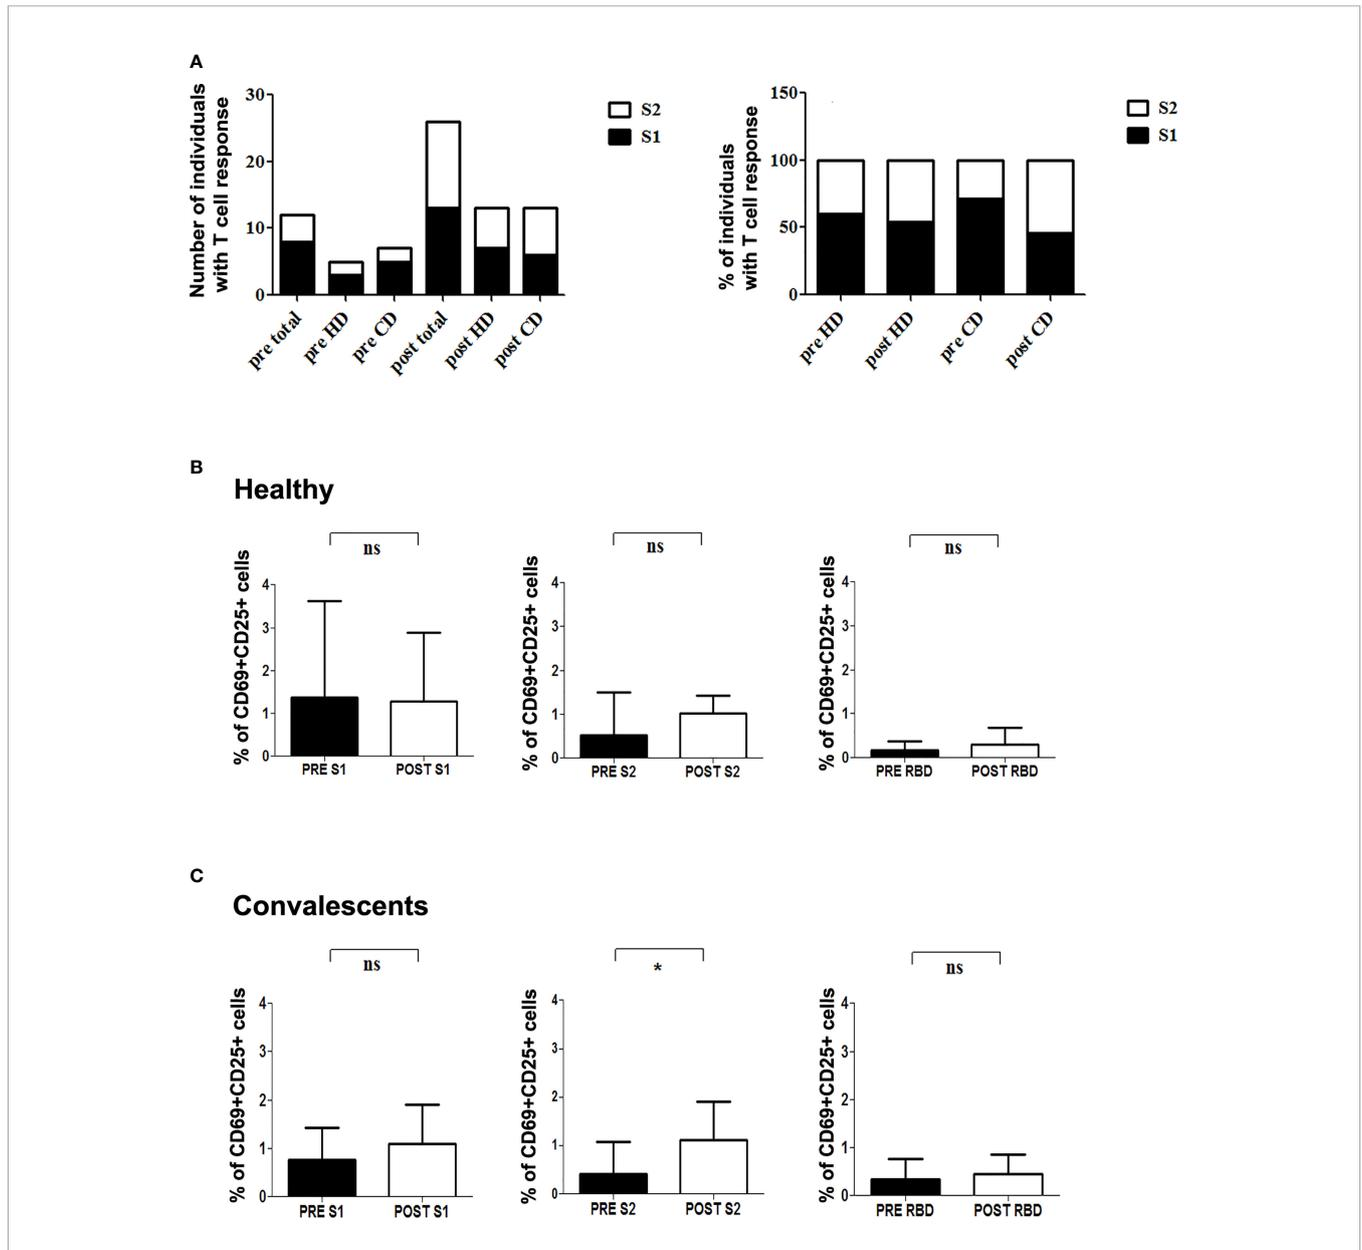 A
Number of individuals
with T cell response
30
20
10
0
pre total
pre HD
pre CD
post total
post HD
post CD
S2
S1
% of individuals
with T cell response
150
100
50
0
pre HD
post HD
pre CD
post CD
S2
S1
B
Healthy
ns
% of CD69+CD25+ cells
4
3
2
1
0
PRE S1
POST S1
ns
% of CD69+CD25+ cells
4
3
2
1
0
PRE S2
POST S2
ns
% of CD69+CD25+ cells
4
3
2
1
0
PRE RBD
POST RBD
C
Convalescents
ns
% of CD69+CD25+ cells
4
3
2
1
0
PRE S1
POST S1
*
% of CD69+CD25+ cells
4
3
2
1
0
PRE S2
POST S2
ns
% of CD69+CD25+ cells
4
3
2
1
0
PRE RBD
POST RBD